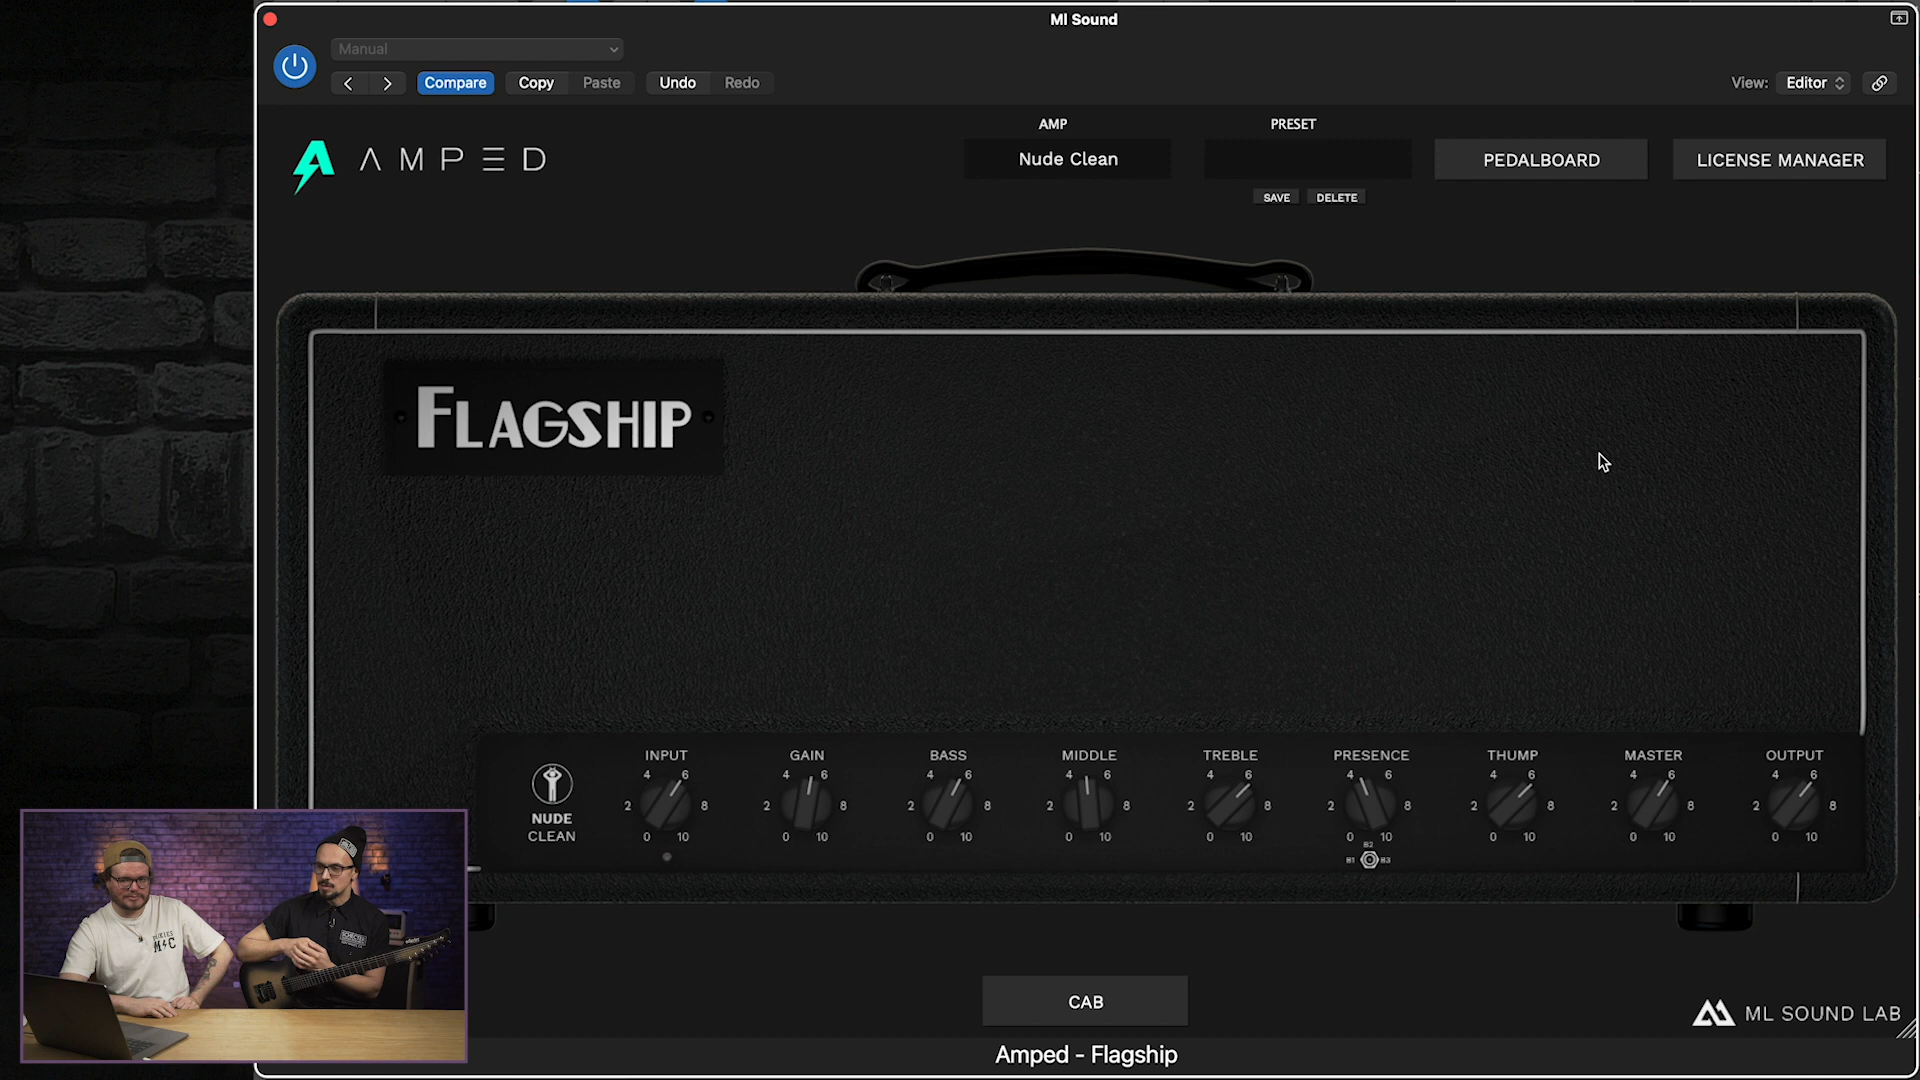 Ml Sound
Manual
Compare
Copy
Paste
Undo
Redo
View:
Editor
AMPED
AMP
Nude Clean
PRESET
SAVE
DELETE
PEDALBOARD
LICENSE MANAGER
FLAGSHIP
NUDE
CLEAN
INPUT
0 2 4 6 8 10
GAIN
0 2 4 6 8 10
BASS
0 2 4 6 8 10
MIDDLE
0 2 4 6 8 10
TREBLE
0 2 4 6 8 10
PRESENCE
0 2 4 6 8 10
B1 B2 B3
THUMP
0 2 4 6 8 10
MASTER
0 2 4 6 8 10
OUTPUT
0 2 4 6 8 10
CAB
ML SOUND LAB
Amped - Flagship